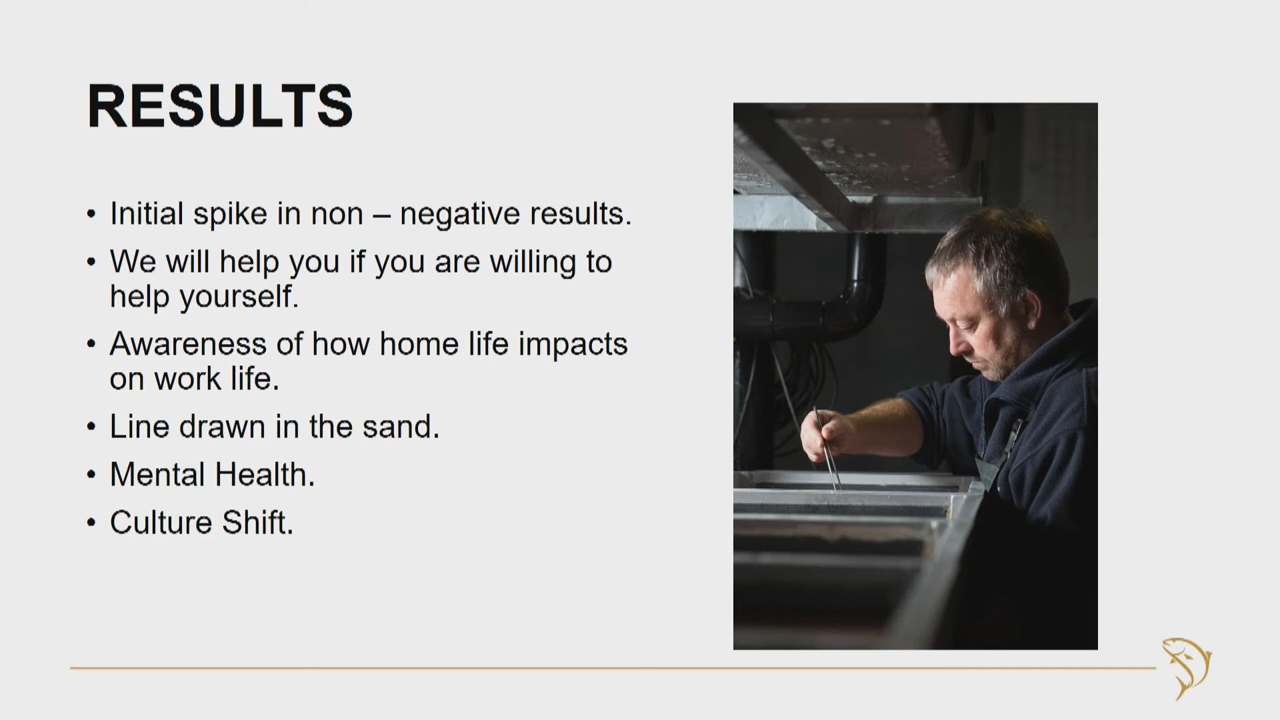 RESULTS
• Initial spike in non – negative results.
• We will help you if you are willing to
help yourself.
• Awareness of how home life impacts
on work life.
• Line drawn in the sand.
• Mental Health.
• Culture Shift.